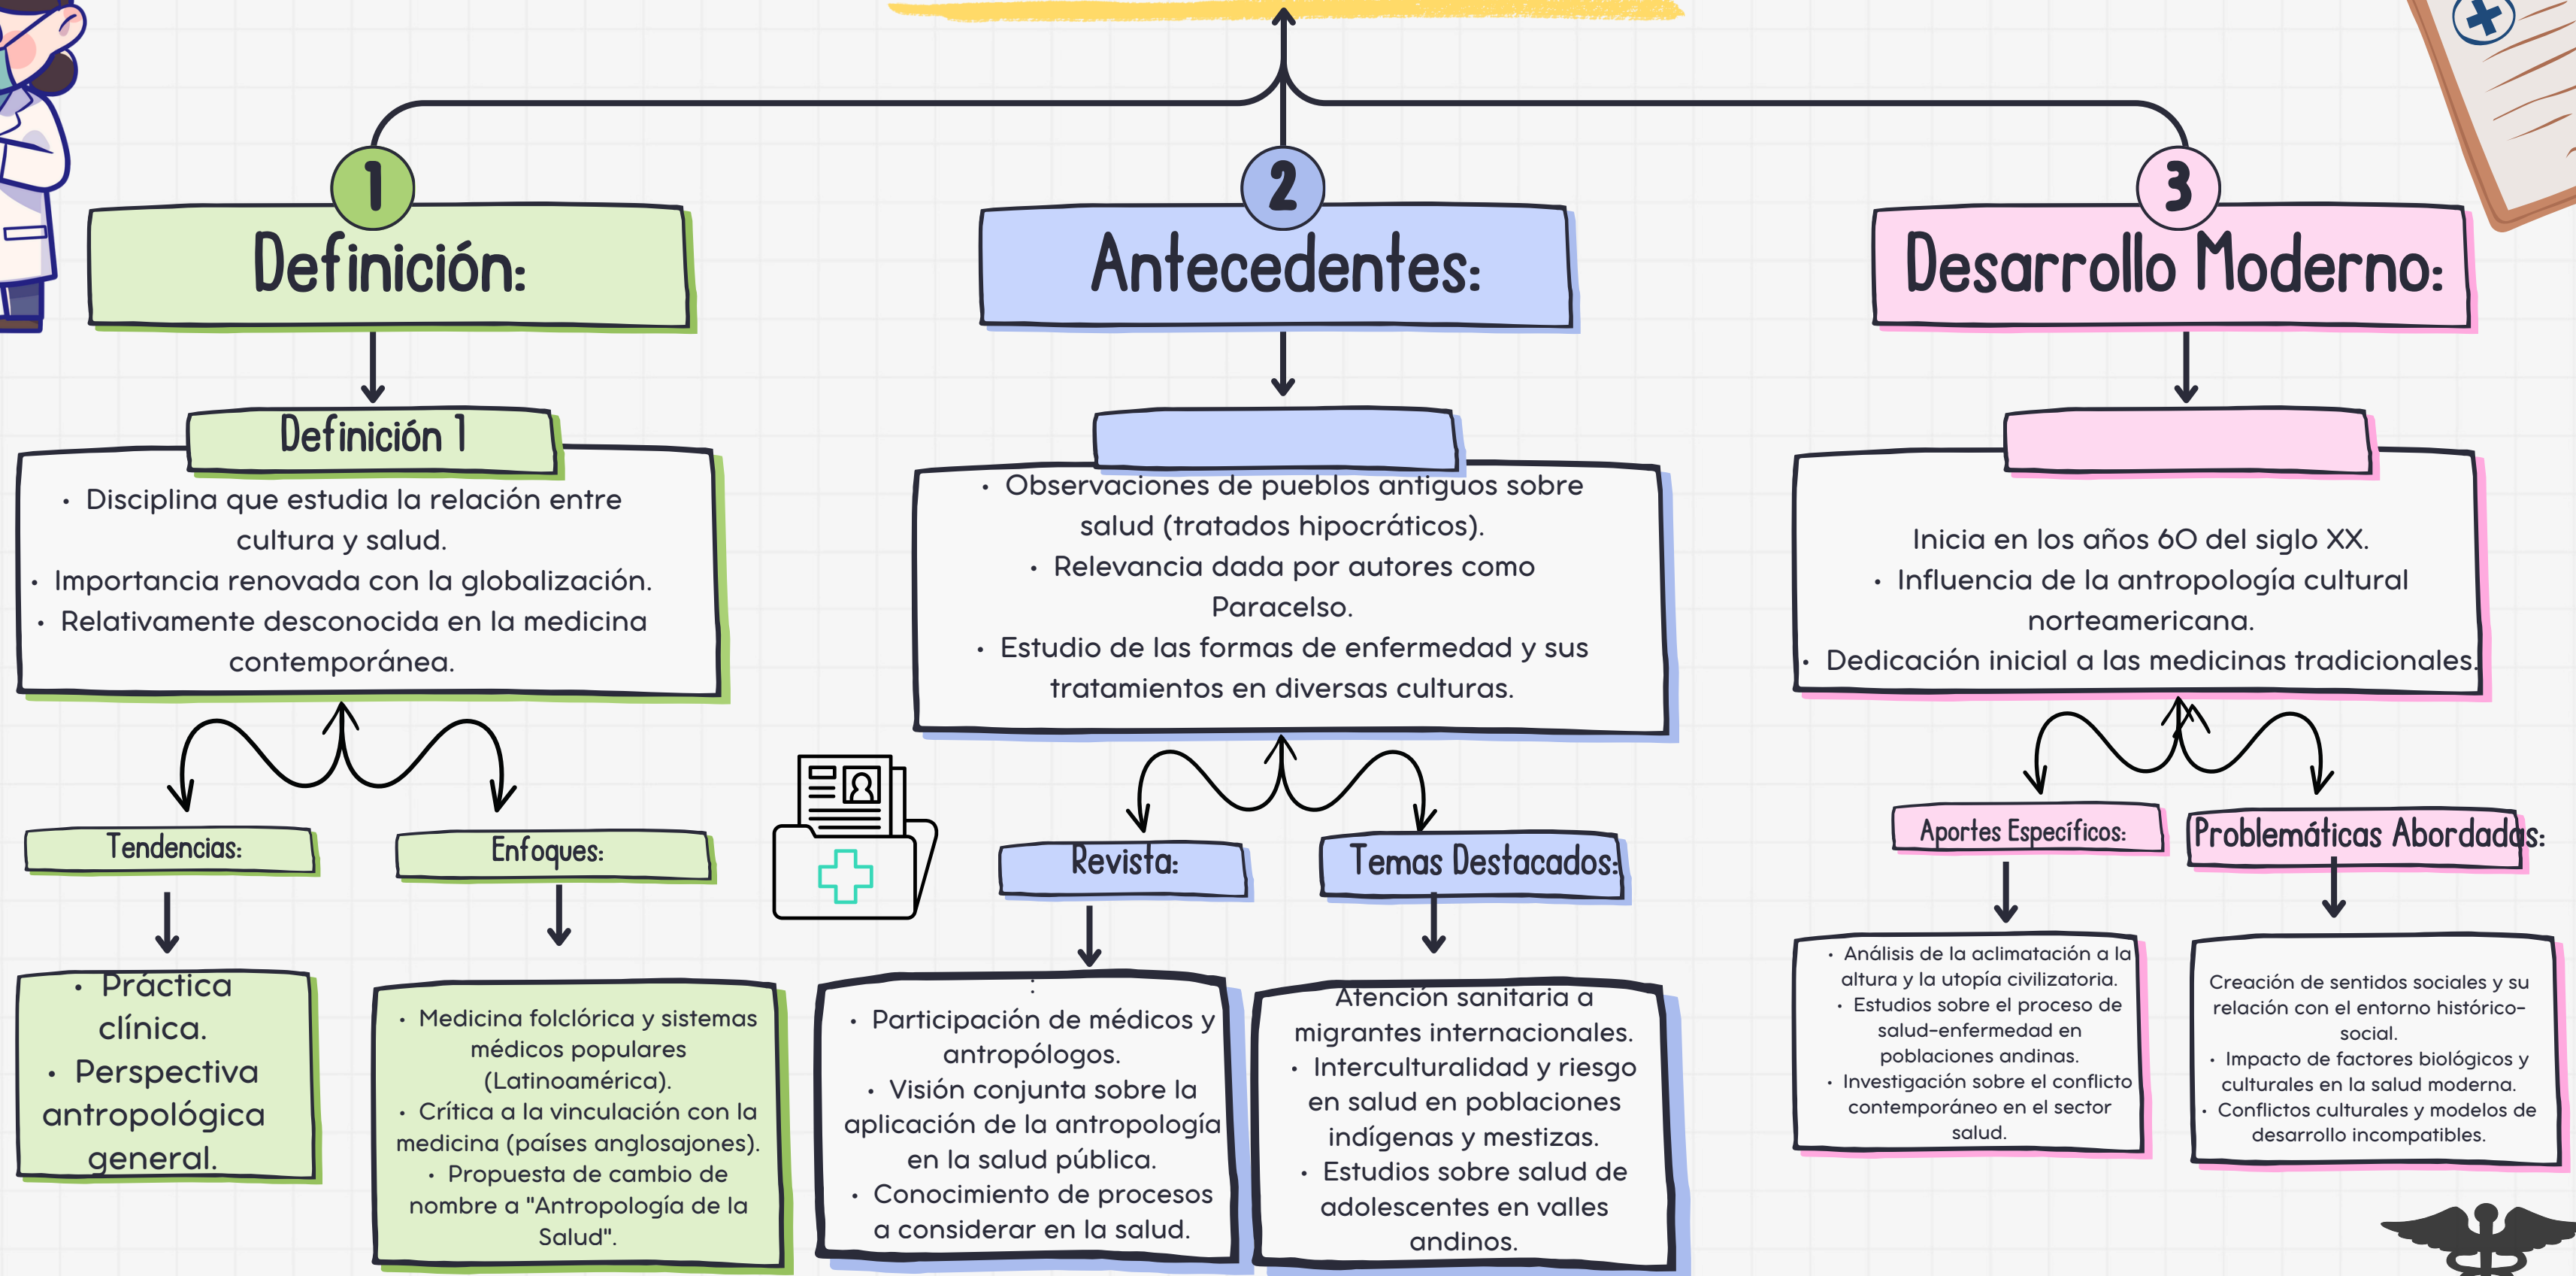 1
Definición:
Definición 1
• Disciplina que estudia la relación entre
cultura y salud.
• Importancia renovada con la globalización.
• Relativamente desconocida en la medicina
contemporánea.
Tendencias:
• Práctica
clínica.
• Perspectiva
antropológica
general.
Enfoques:
• Medicina folclórica y sistemas
médicos populares
(Latinoamérica).
• Crítica a la vinculación con la
medicina (países anglosajones).
• Propuesta de cambio de
nombre a "Antropología de la
Salud".
2
Antecedentes:
• Observaciones de pueblos antiguos sobre
salud (tratados hipocráticos).
• Relevancia dada por autores como
Paracelso.
• Estudio de las formas de enfermedad y sus
tratamientos en diversas culturas.
Revista:
:
• Participación de médicos y
antropólogos.
• Visión conjunta sobre la
aplicación de la antropología
en la salud pública.
• Conocimiento de procesos
a considerar en la salud.
Temas Destacados:
Atención sanitaria a
migrantes internacionales.
• Interculturalidad y riesgo
en salud en poblaciones
indígenas y mestizas.
• Estudios sobre salud de
adolescentes en valles
andinos.
3
Desarrollo Moderno:
Inicia en los años 60 del siglo XX.
• Influencia de la antropología cultural
norteamericana.
• Dedicación inicial a las medicinas tradicionales.
Aportes Específicos:
• Análisis de la aclimatación a la
altura y la utopía civilizatoria.
• Estudios sobre el proceso de
salud-enfermedad en
poblaciones andinas.
• Investigación sobre el conflicto
contemporáneo en el sector
salud.
Problemáticas Abordadas:
Creación de sentidos sociales y su
relación con el entorno histórico-
social.
• Impacto de factores biológicos y
culturales en la salud moderna.
• Conflictos culturales y modelos de
desarrollo incompatibles.